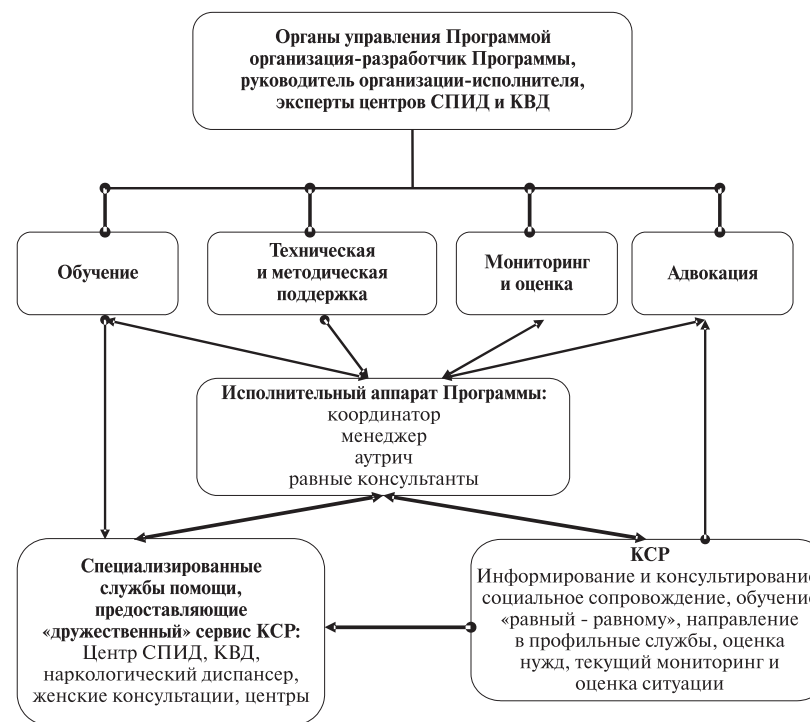 Органы управления Программой
организация-разработчик Программы,
руководитель организации-исполнителя,
эксперты центров СПИД и КВД
Обучение
Техническая
и методическая
поддержка
Мониторинг
и оценка
Адвокация
Исполнительный аппарат Программы:
координатор
менеджер
аутрич
равные консультанты
Специализированные
службы помощи,
предоставляющие
«дружественный» сервис КСР:
Центр СПИД, КВД,
наркологический диспансер,
женские консультации, центры
КСР
Информирование и консультирование
социальное сопровождение, обучение
«равный - равному», направление
в профильные службы, оценка
нужд, текущий мониторинг и
оценка ситуации